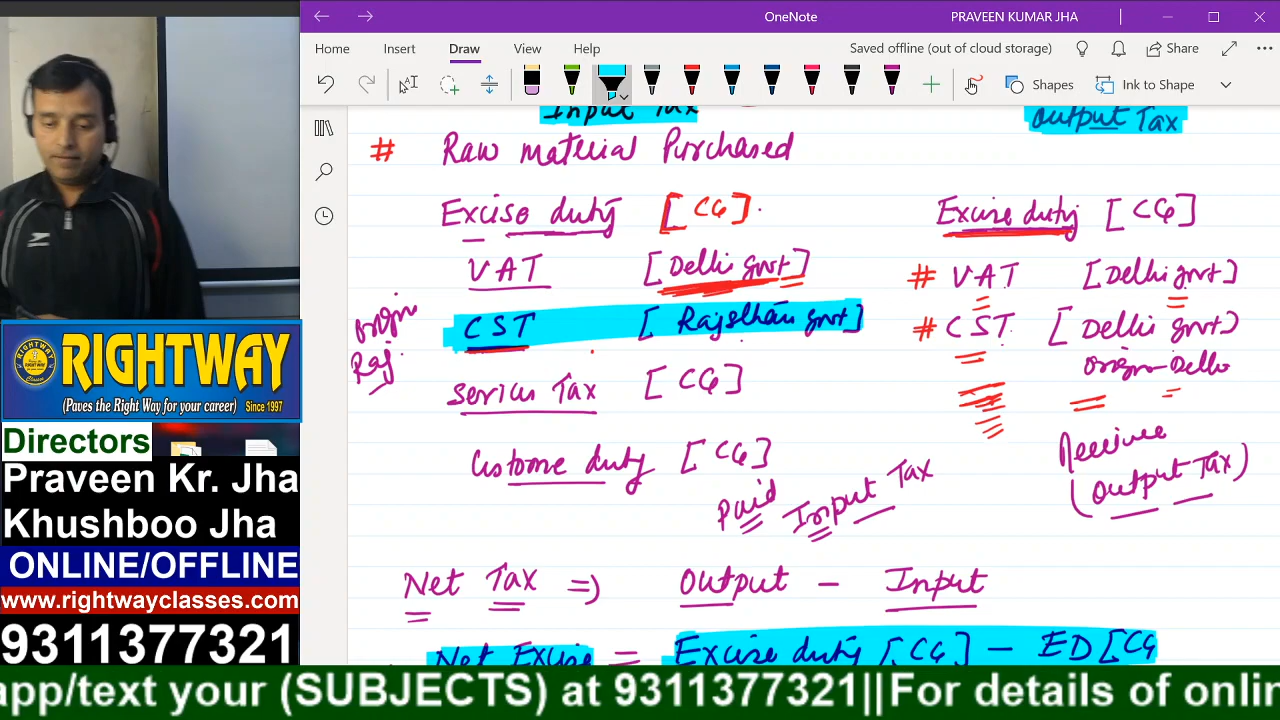 OneNote
PRAVEEN KUMAR JHA
Home Insert Draw View Help
Saved offline (out of cloud storage)
Share
Shapes
Ink to Shape
Input Tax
Output Tax
# Raw material Purchased
Excise duty [CG]
Excise duty [CG]
VAT [Delhi govt]
# VAT [Delhi govt]
origin
Raj.
CST [Rajsthan govt]
# CST [Delhi govt]
origin-Delhi
Service Tax [CG]
Custome duty [CG]
Paid Input Tax
Receive
(Output Tax)
Net Tax => Output - Input
Net Excise = Excise duty [CG] - ED [CG
RIGHTWAY
(Paves the Right Way for your career) Since 1997
Directors
Praveen Kr. Jha
Khushboo Jha
ONLINE/OFFLINE
www.rightwayclasses.com
9311377321
app/text your (SUBJECTS) at 9311377321||For details of onlin